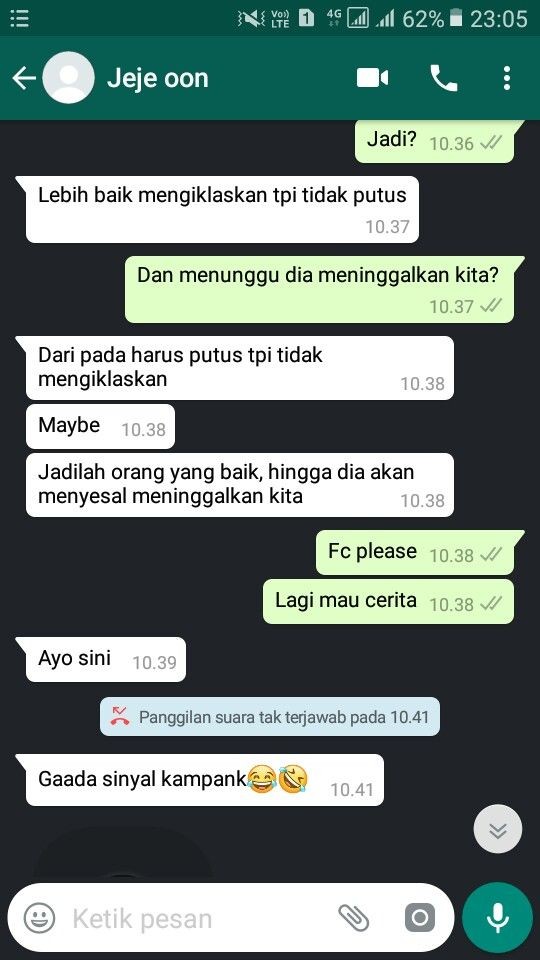 Vo))
LTE
1
4G
62%
23:05
Jeje oon
Jadi?
10.36
Lebih baik mengiklaskan tpi tidak putus
10.37
Dan menunggu dia meninggalkan kita?
10.37
Dari pada harus putus tpi tidak
mengiklaskan
10.38
Maybe
10.38
Jadilah orang yang baik, hingga dia akan
menyesal meninggalkan kita
10.38
Fc please
10.38
Lagi mau cerita
10.38
Ayo sini
10.39
Panggilan suara tak terjawab pada 10.41
Gaada sinyal kampank😂🤣
10.41
Ketik pesan